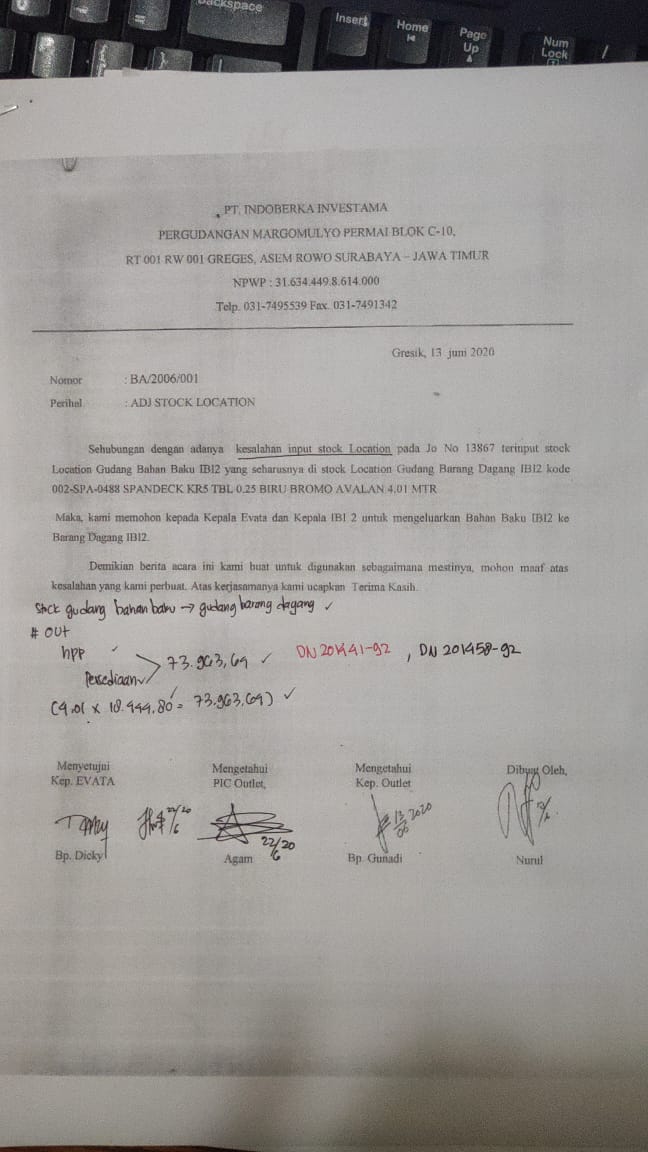 Backspace
Insert
Home
Page
Up
Num
Lock
/
PT. INDOBERKA INVESTAMA
PERGUDANGAN MARGOMULYO PERMAI BLOK C-10,
RT 001 RW 001 GREGES, ASEM ROWO SURABAYA – JAWA TIMUR
NPWP : 31.634.449.8.614.000
Telp. 031-7495539 Fax. 031-7491342
Gresik, 13 juni 2020
Nomor : BA/2006/001
Perihal : ADJ STOCK LOCATION
Sehubungan dengan adanya kesalahan input stock Location pada Jo No 13867 terinput stock
Location Gudang Bahan Baku IBI2 yang seharusnya di stock Location Gudang Barang Dagang IBI2 kode
002-SPA-0488 SPANDECK KR5 TBL 0.25 BIRU BROMO AVALAN 4,01 MTR
Maka, kami memohon kepada Kepala Evata dan Kepala IBI 2 untuk mengeluarkan Bahan Baku IBI2 ke
Barang Dagang IBI2.
Demikian berita acara ini kami buat untuk digunakan sebagaimana mestinya, mohon maaf atas
kesalahan yang kami perbuat. Atas kerjasamanya kami ucapkan Terima Kasih.
Stock gudang bahan baku → gudang barang dagang ✓
# OUT
hpp ✓
Persediaan ✓ 73.963,69 ✓ DN 201441-92 , DN 201458-92
(4,01 x 18.444,80 = 73.963,69) ✓
Menyetujui Mengetahui Mengetahui Dibuat Oleh,
Kep. EVATA PIC Outlet, Kep. Outlet
22/20
6
13 2020
06
22/20
6
Bp. Dicky Agam Bp. Gunadi Nurul